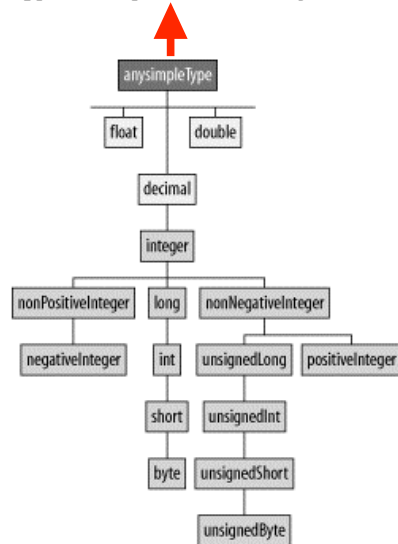 anysimpleType
float double
decimal
integer
nonPositiveInteger long nonNegativeInteger
negativeInteger int unsignedLong positiveInteger
short unsignedInt
byte unsignedShort
unsignedByte